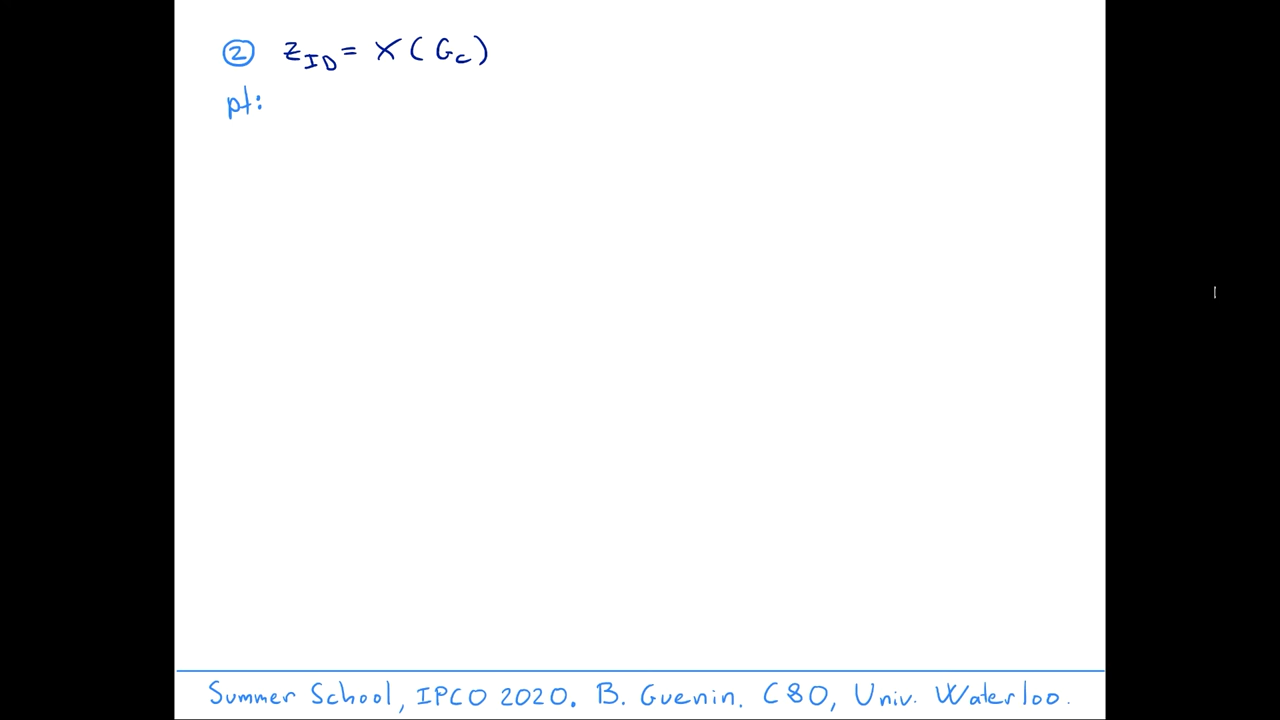 ② Z_ID = X(G_c)
pf:
Summer School, IPCO 2020. B. Guenin. C&O, Univ. Waterloo.